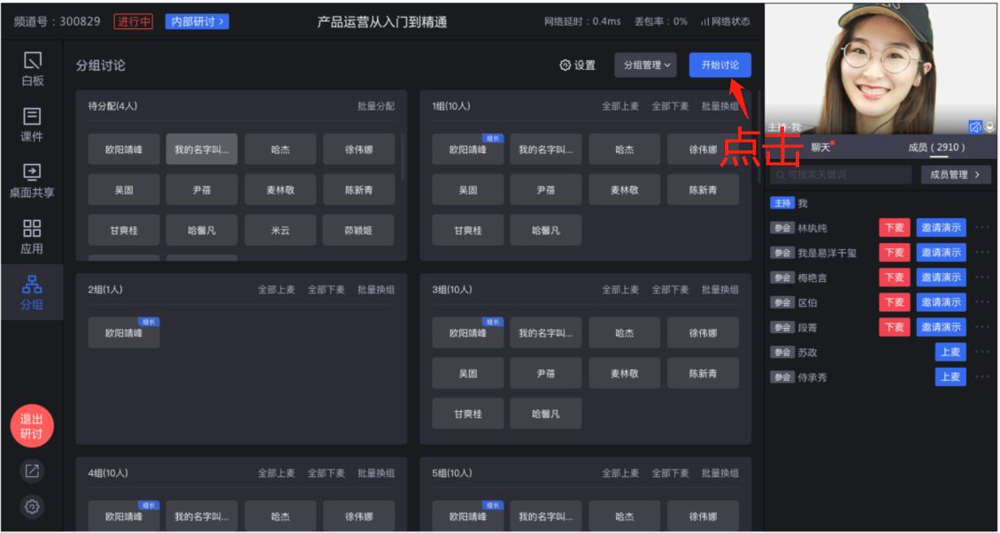 频道号：300829 进行中 内部研讨 > 产品运营从入门到精通 网络延时：0.4ms 丢包率：0% 网络状态
白板
课件
桌面共享
应用
分组
退出
研讨
分组讨论 设置 分组管理 开始讨论
待分配(4人) 批量分配
欧阳靖峰 我的名字叫... 哈杰 徐伟娜
吴固 尹蓓 麦林敬 陈新青
甘爽桂 哈馨凡 米云 茆颖姬
1组(10人) 全部上麦 全部下麦 批量换组
组长
欧阳靖峰 我的名字叫... 哈杰 徐伟娜
吴固 尹蓓 麦林敬 陈新青
甘爽桂 哈馨凡
2组(1人) 全部上麦 全部下麦 批量换组
组长
欧阳靖峰
3组(10人) 全部上麦 全部下麦 批量换组
组长
欧阳靖峰 我的名字叫... 哈杰 徐伟娜
吴固 尹蓓 麦林敬 陈新青
甘爽桂 哈馨凡
4组(10人) 全部上麦 全部下麦 批量换组
组长
欧阳靖峰 我的名字叫... 哈杰 徐伟娜
5组(10人) 全部上麦 全部下麦 批量换组
组长
欧阳靖峰 我的名字叫... 哈杰 徐伟娜
点击
主持-我
聊天 成员（2910）
可搜索关键词 成员管理 >
主持 我
参会 林执纯 下麦 邀请演示 ...
参会 我是易洋干玺 下麦 邀请演示 ...
参会 梅艳言 下麦 邀请演示 ...
参会 区伯 下麦 邀请演示 ...
参会 段菁 下麦 邀请演示 ...
参会 苏政 上麦 ...
参会 侍承秀 上麦 ...